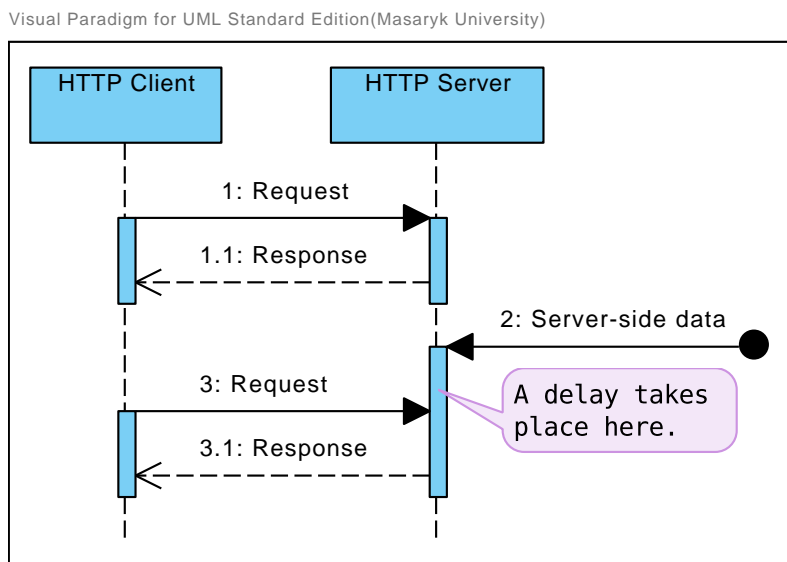 Visual Paradigm for UML Standard Edition(Masaryk University)
HTTP Client
HTTP Server
1: Request
1.1: Response
2: Server-side data
3: Request
A delay takes
place here.
3.1: Response